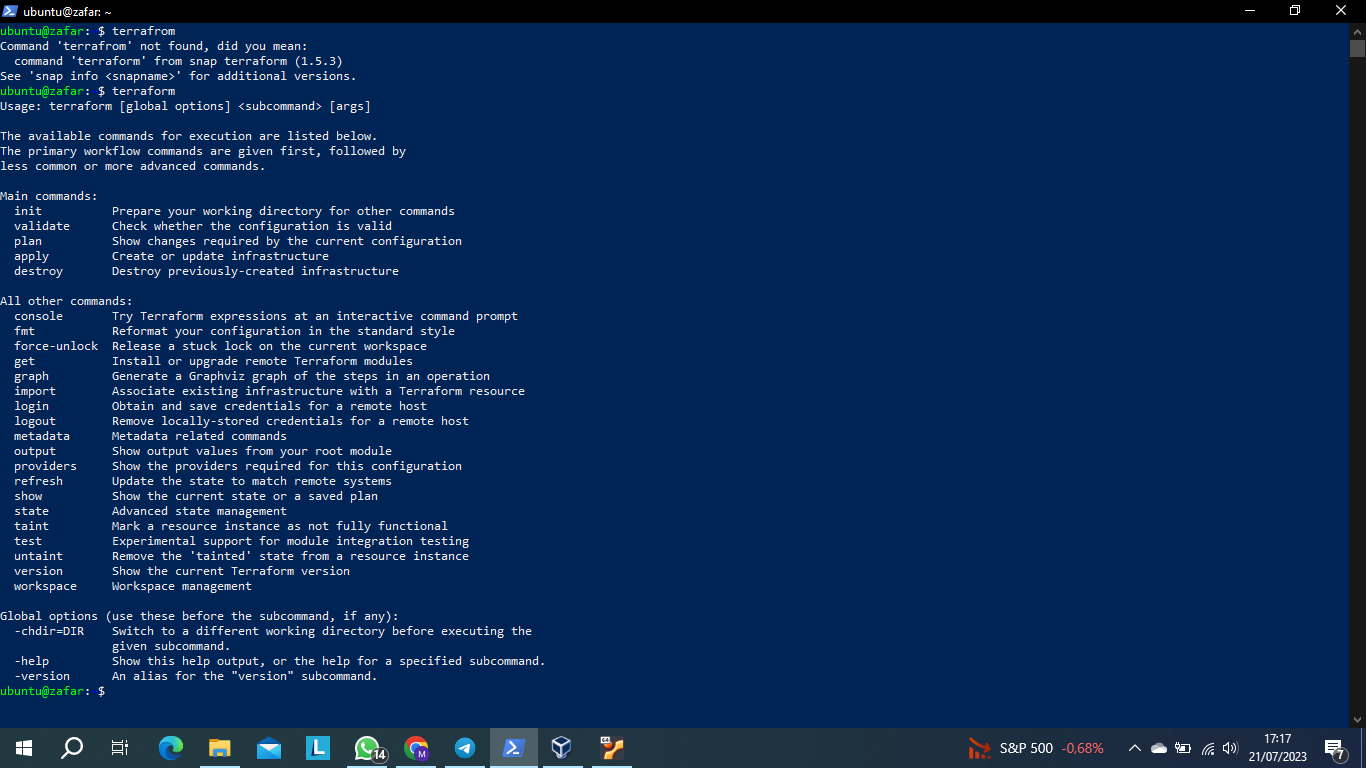 ubuntu@zafar: ~
ubuntu@zafar:~$ terrafrom
Command 'terrafrom' not found, did you mean:
  command 'terraform' from snap terraform (1.5.3)
See 'snap info <snapname>' for additional versions.
ubuntu@zafar:~$ terraform
Usage: terraform [global options] <subcommand> [args]

The available commands for execution are listed below.
The primary workflow commands are given first, followed by
less common or more advanced commands.

Main commands:
  init          Prepare your working directory for other commands
  validate      Check whether the configuration is valid
  plan          Show changes required by the current configuration
  apply         Create or update infrastructure
  destroy       Destroy previously-created infrastructure

All other commands:
  console       Try Terraform expressions at an interactive command prompt
  fmt           Reformat your configuration in the standard style
  force-unlock  Release a stuck lock on the current workspace
  get           Install or upgrade remote Terraform modules
  graph         Generate a Graphviz graph of the steps in an operation
  import        Associate existing infrastructure with a Terraform resource
  login         Obtain and save credentials for a remote host
  logout        Remove locally-stored credentials for a remote host
  metadata      Metadata related commands
  output        Show output values from your root module
  providers     Show the providers required for this configuration
  refresh       Update the state to match remote systems
  show          Show the current state or a saved plan
  state         Advanced state management
  taint         Mark a resource instance as not fully functional
  test          Experimental support for module integration testing
  untaint       Remove the 'tainted' state from a resource instance
  version       Show the current Terraform version
  workspace     Workspace management

Global options (use these before the subcommand, if any):
  -chdir=DIR    Switch to a different working directory before executing the
                given subcommand.
  -help         Show this help output, or the help for a specified subcommand.
  -version      An alias for the "version" subcommand.
ubuntu@zafar:~$
L
14
M
64
S&P 500 -0,68%
17:17
21/07/2023
7